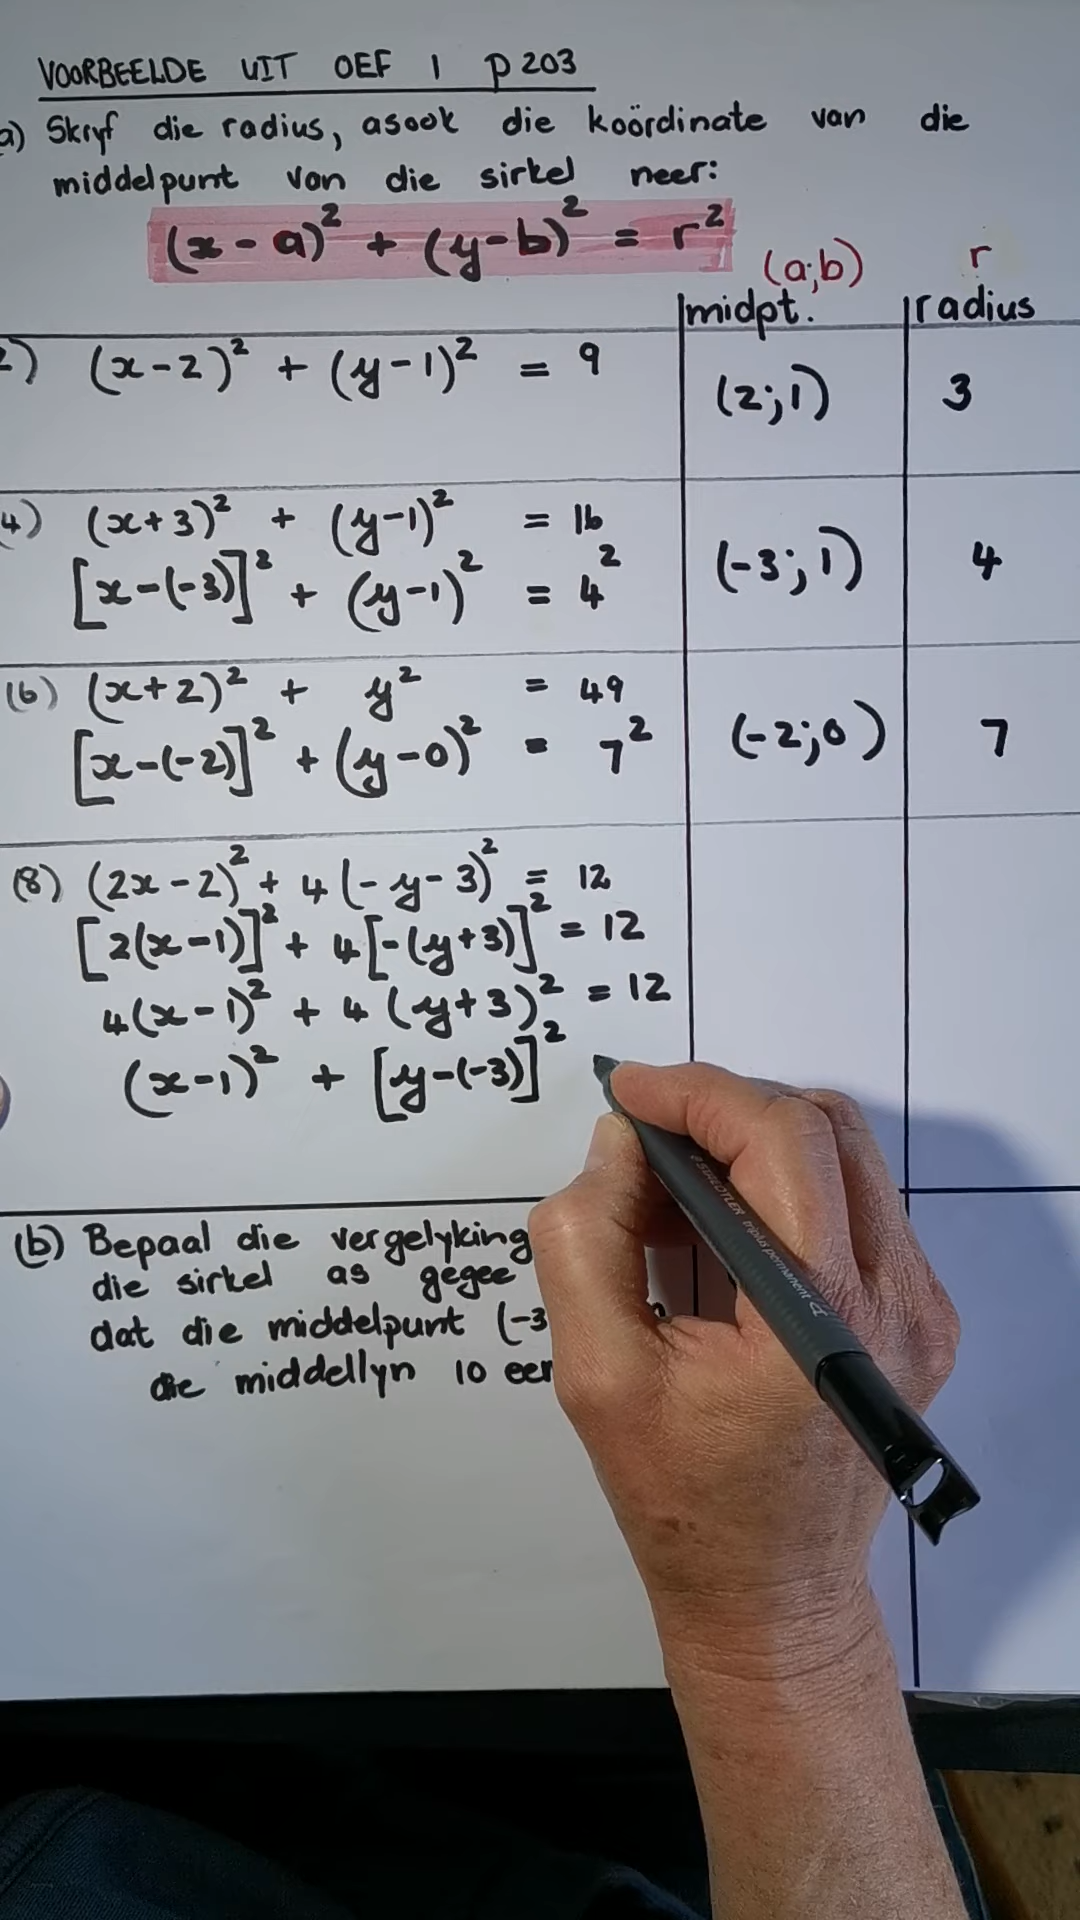 VOORBEELDE UIT OEF 1 p203
a) Skryf die radius, asook die koördinate van die
middelpunt van die sirkel neer:
(x - a)² + (y - b)² = r²
(a;b) r
midpt. radius
2) (x - 2)² + (y - 1)² = 9 (2;1) 3
4) (x + 3)² + (y - 1)² = 16
[x - (-3)]² + (y - 1)² = 4² (-3;1) 4
(6) (x + 2)² + y² = 49
[x - (-2)]² + (y - 0)² = 7² (-2;0) 7
(8) (2x - 2)² + 4(-y - 3)² = 12
[2(x - 1)]² + 4[-(y + 3)]² = 12
4(x - 1)² + 4(y + 3)² = 12
(x - 1)² + [y - (-3)]²
(b) Bepaal die vergelyking
die sirkel as gegee
dat die middelpunt (-3
die middellyn 10
STAEDTLER triplus permanent